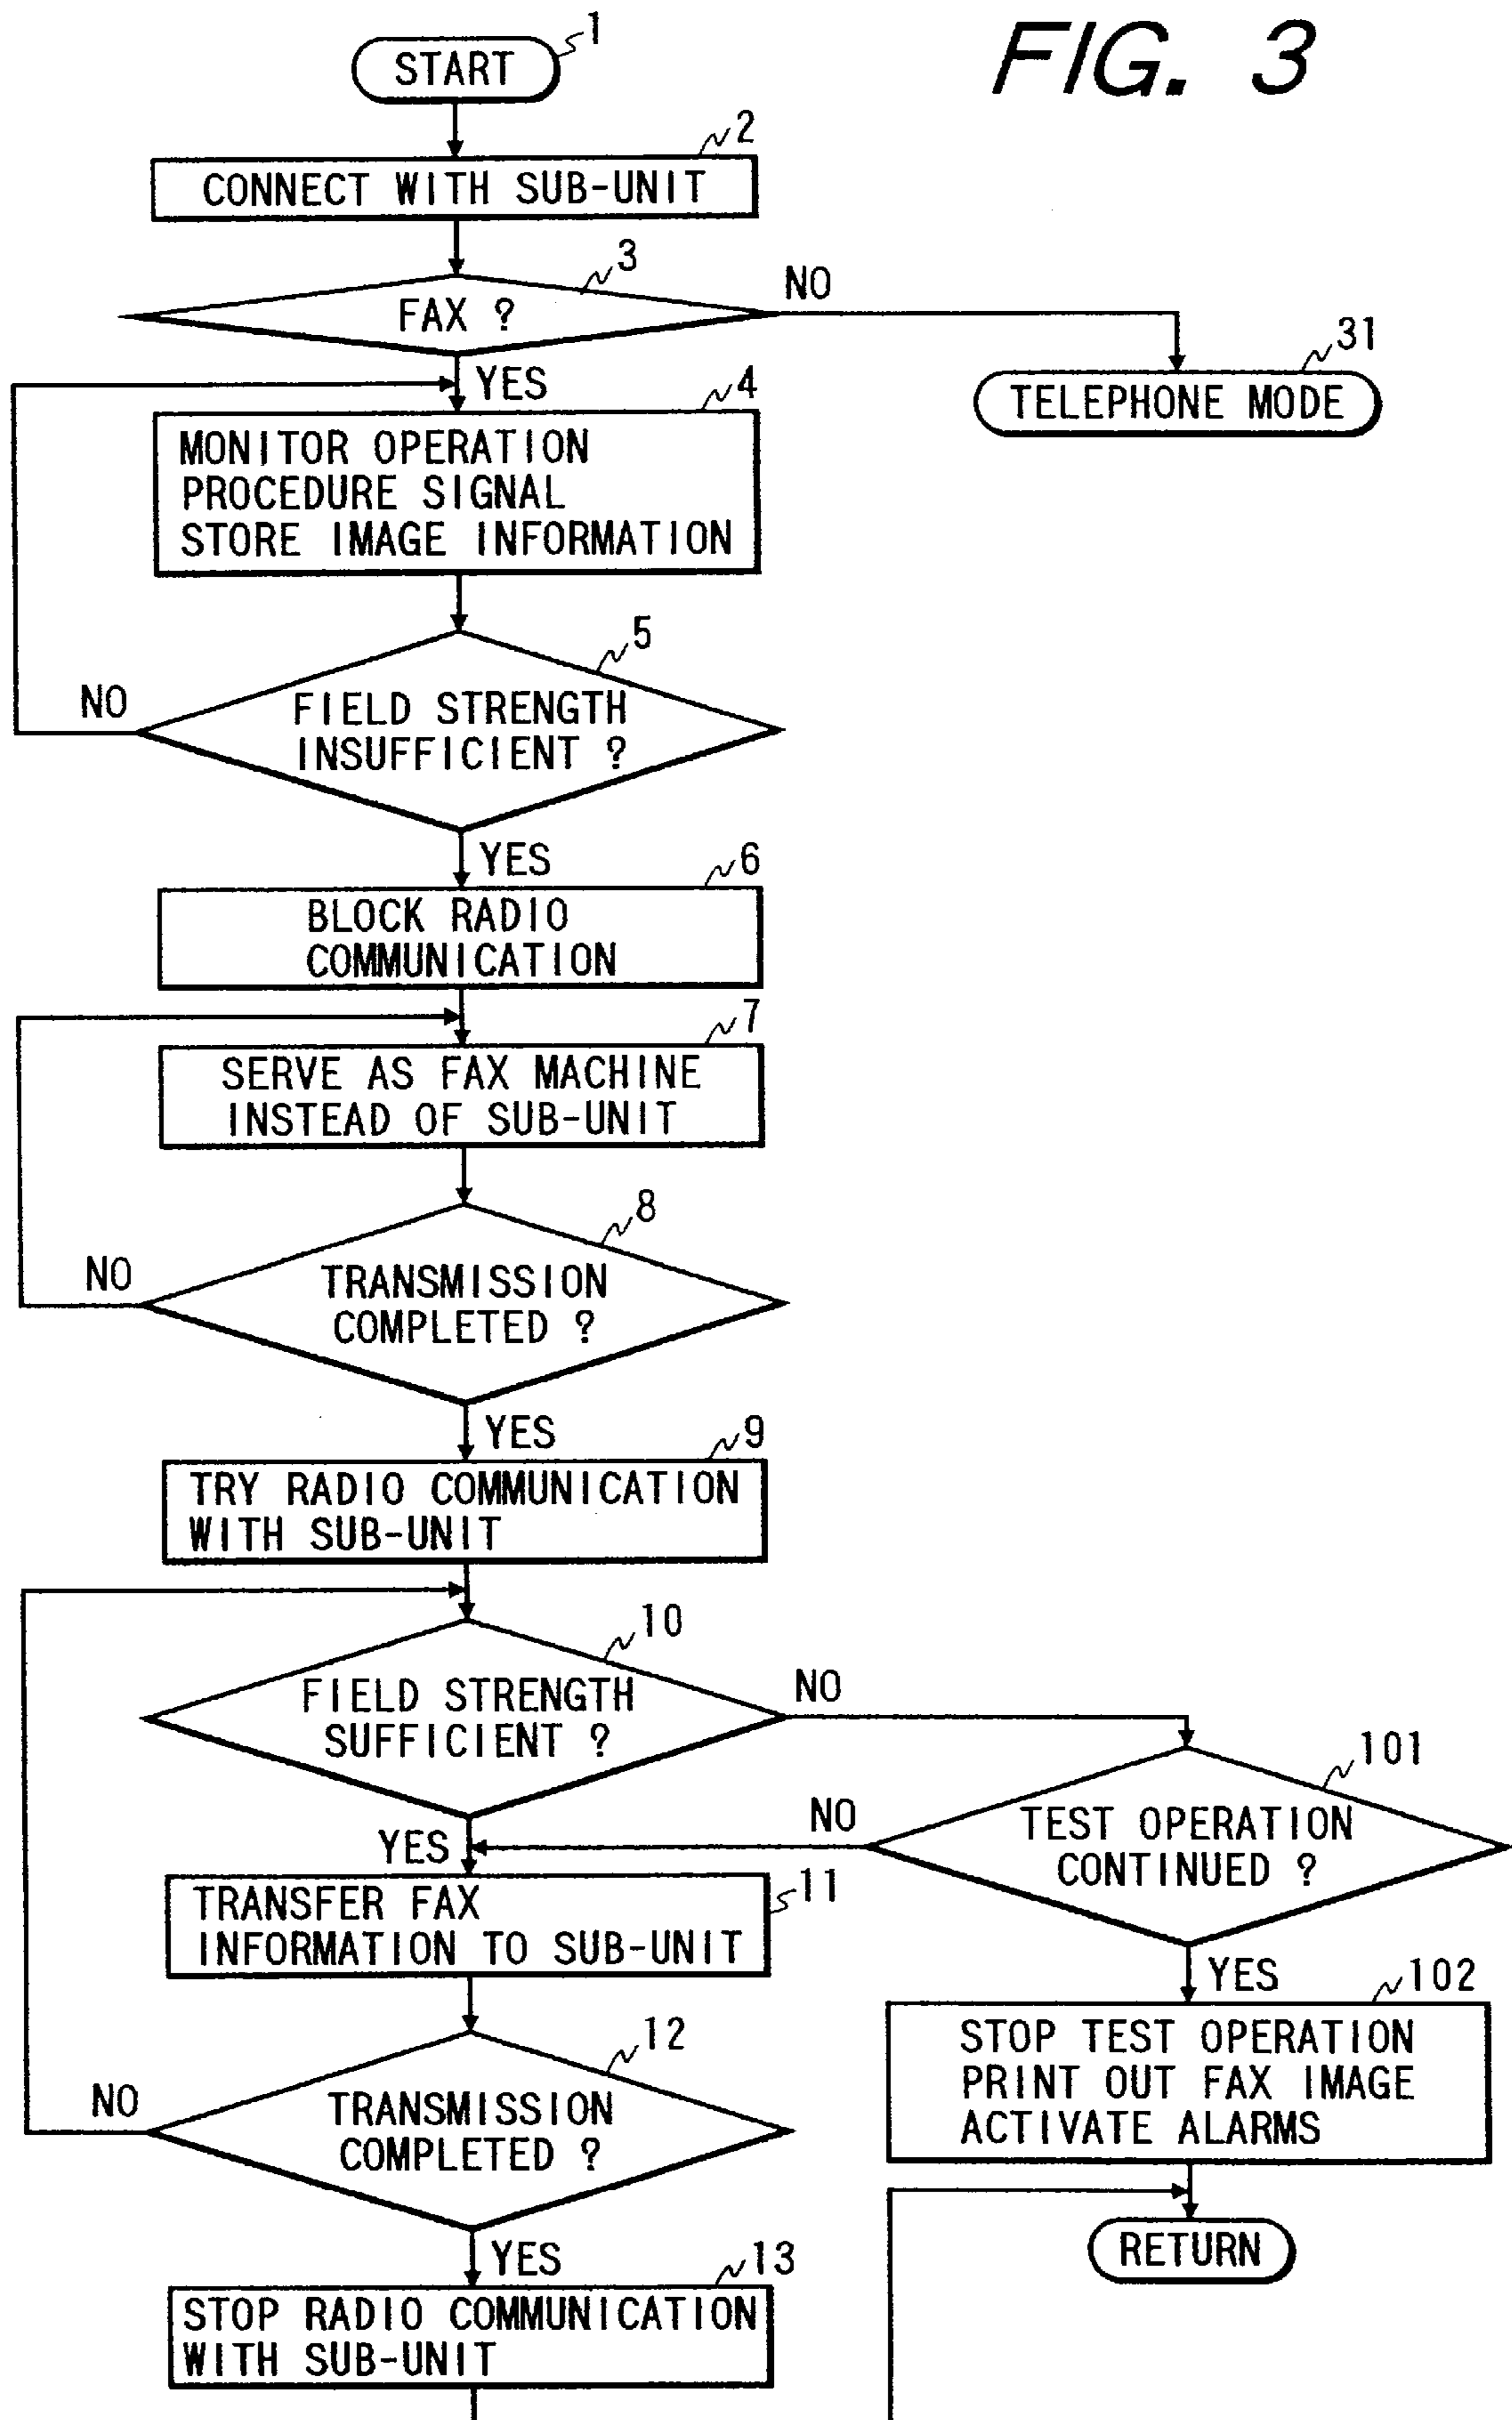 FIG. 3
START
1
2
CONNECT WITH SUB-UNIT
3
FAX ?
NO
YES
31
TELEPHONE MODE
4
MONITOR OPERATION
PROCEDURE SIGNAL
STORE IMAGE INFORMATION
5
FIELD STRENGTH
INSUFFICIENT ?
NO
YES
6
BLOCK RADIO
COMMUNICATION
7
SERVE AS FAX MACHINE
INSTEAD OF SUB-UNIT
8
TRANSMISSION
COMPLETED ?
NO
YES
9
TRY RADIO COMMUNICATION
WITH SUB-UNIT
10
FIELD STRENGTH
SUFFICIENT ?
NO
YES
101
TEST OPERATION
CONTINUED ?
NO
YES
11
TRANSFER FAX
INFORMATION TO SUB-UNIT
102
STOP TEST OPERATION
PRINT OUT FAX IMAGE
ACTIVATE ALARMS
12
TRANSMISSION
COMPLETED ?
NO
YES
RETURN
13
STOP RADIO COMMUNICATION
WITH SUB-UNIT